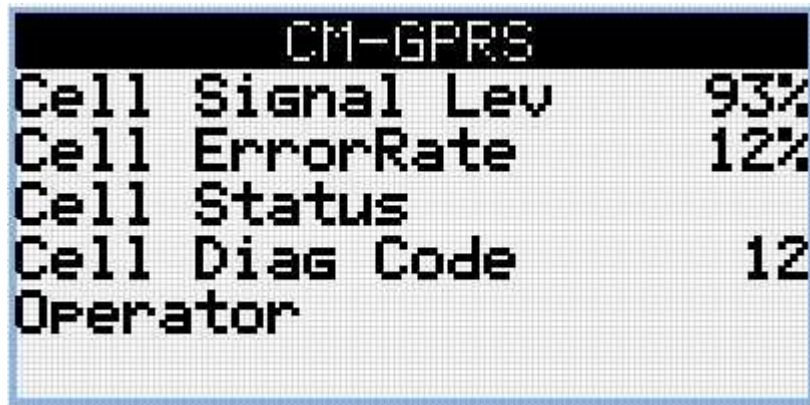 CM-GPRS
Cell Signal Lev 93%
Cell ErrorRate 12%
Cell Status
Cell Diag Code 12
Operator